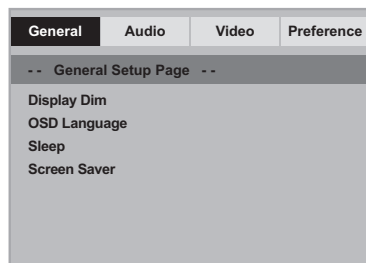 General Audio Video Preference
- - General Setup Page - -
Display Dim
OSD Language
Sleep
Screen Saver